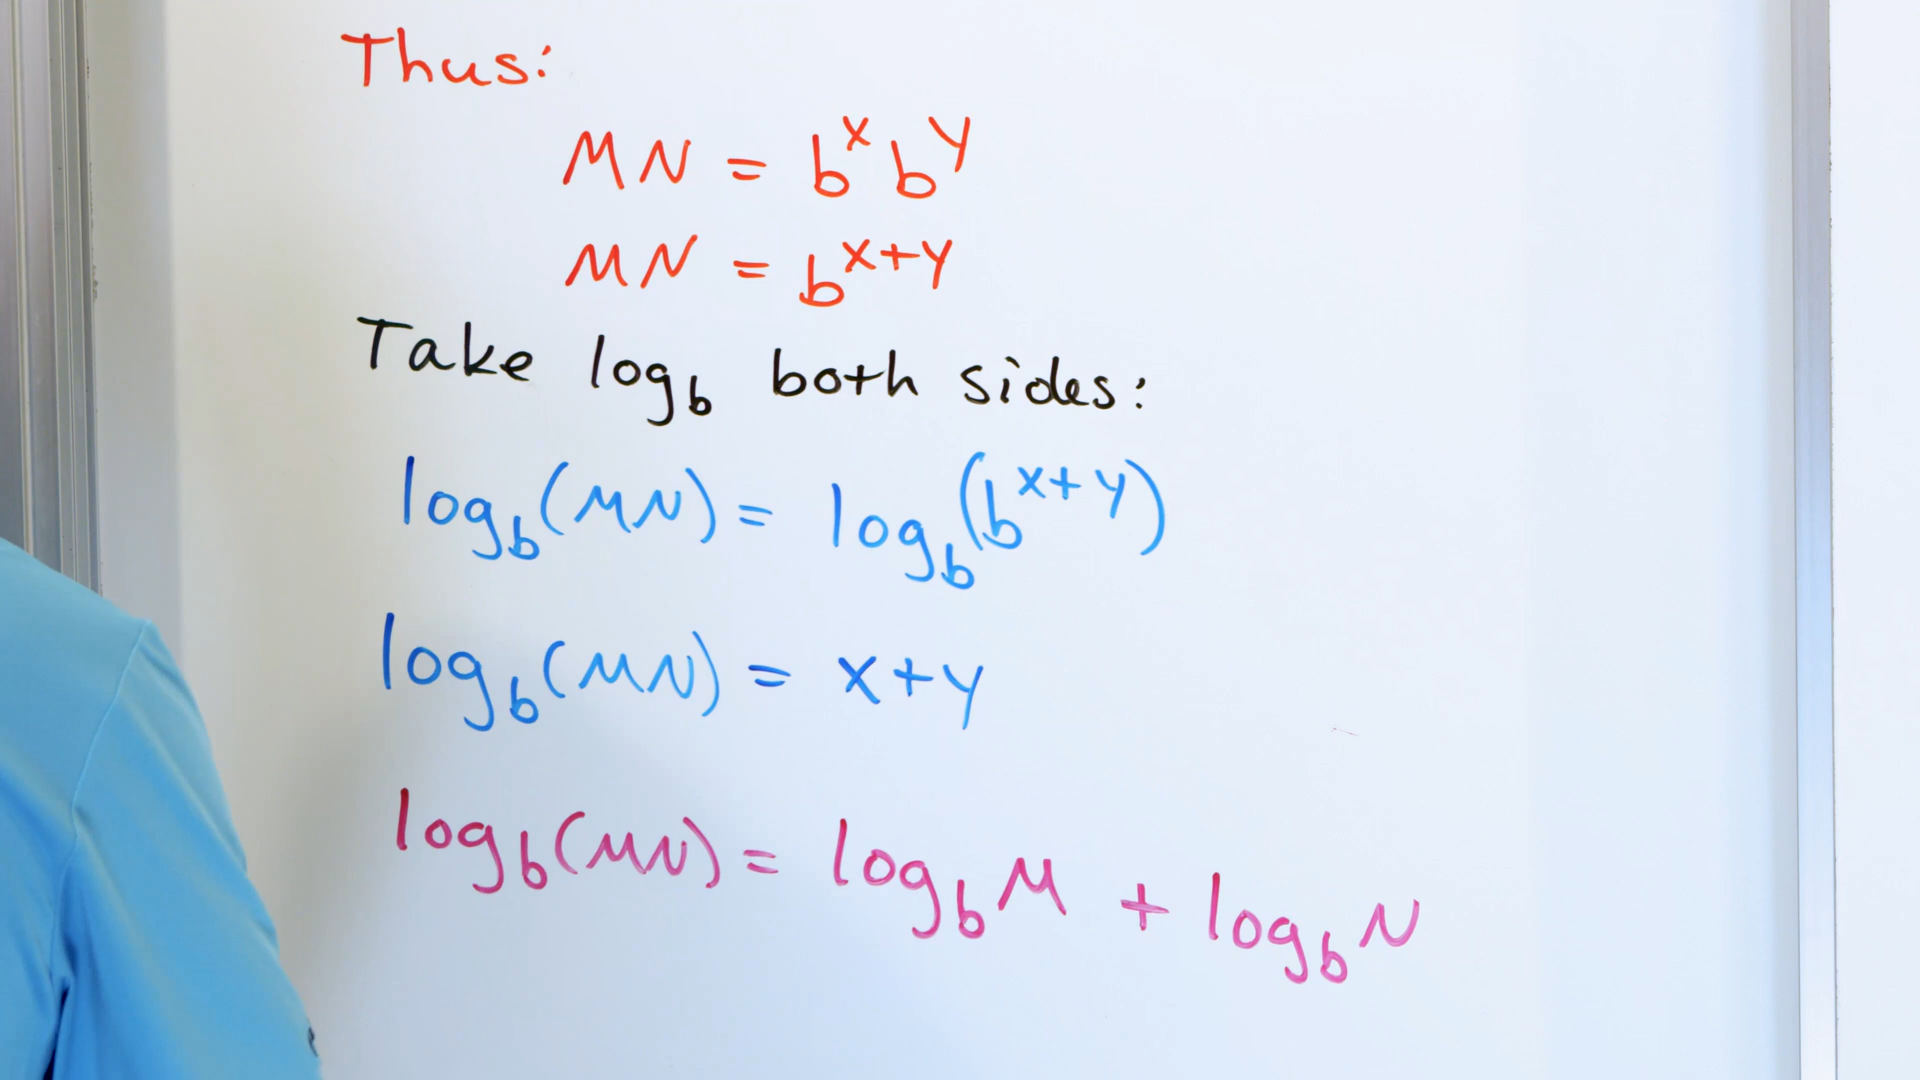 Thus:
MN = b^x b^y
MN = b^(x+y)
Take log_b both sides:
log_b(MN) = log_b(b^(x+y))
log_b(MN) = x+y
log_b(MN) = log_b M + log_b N